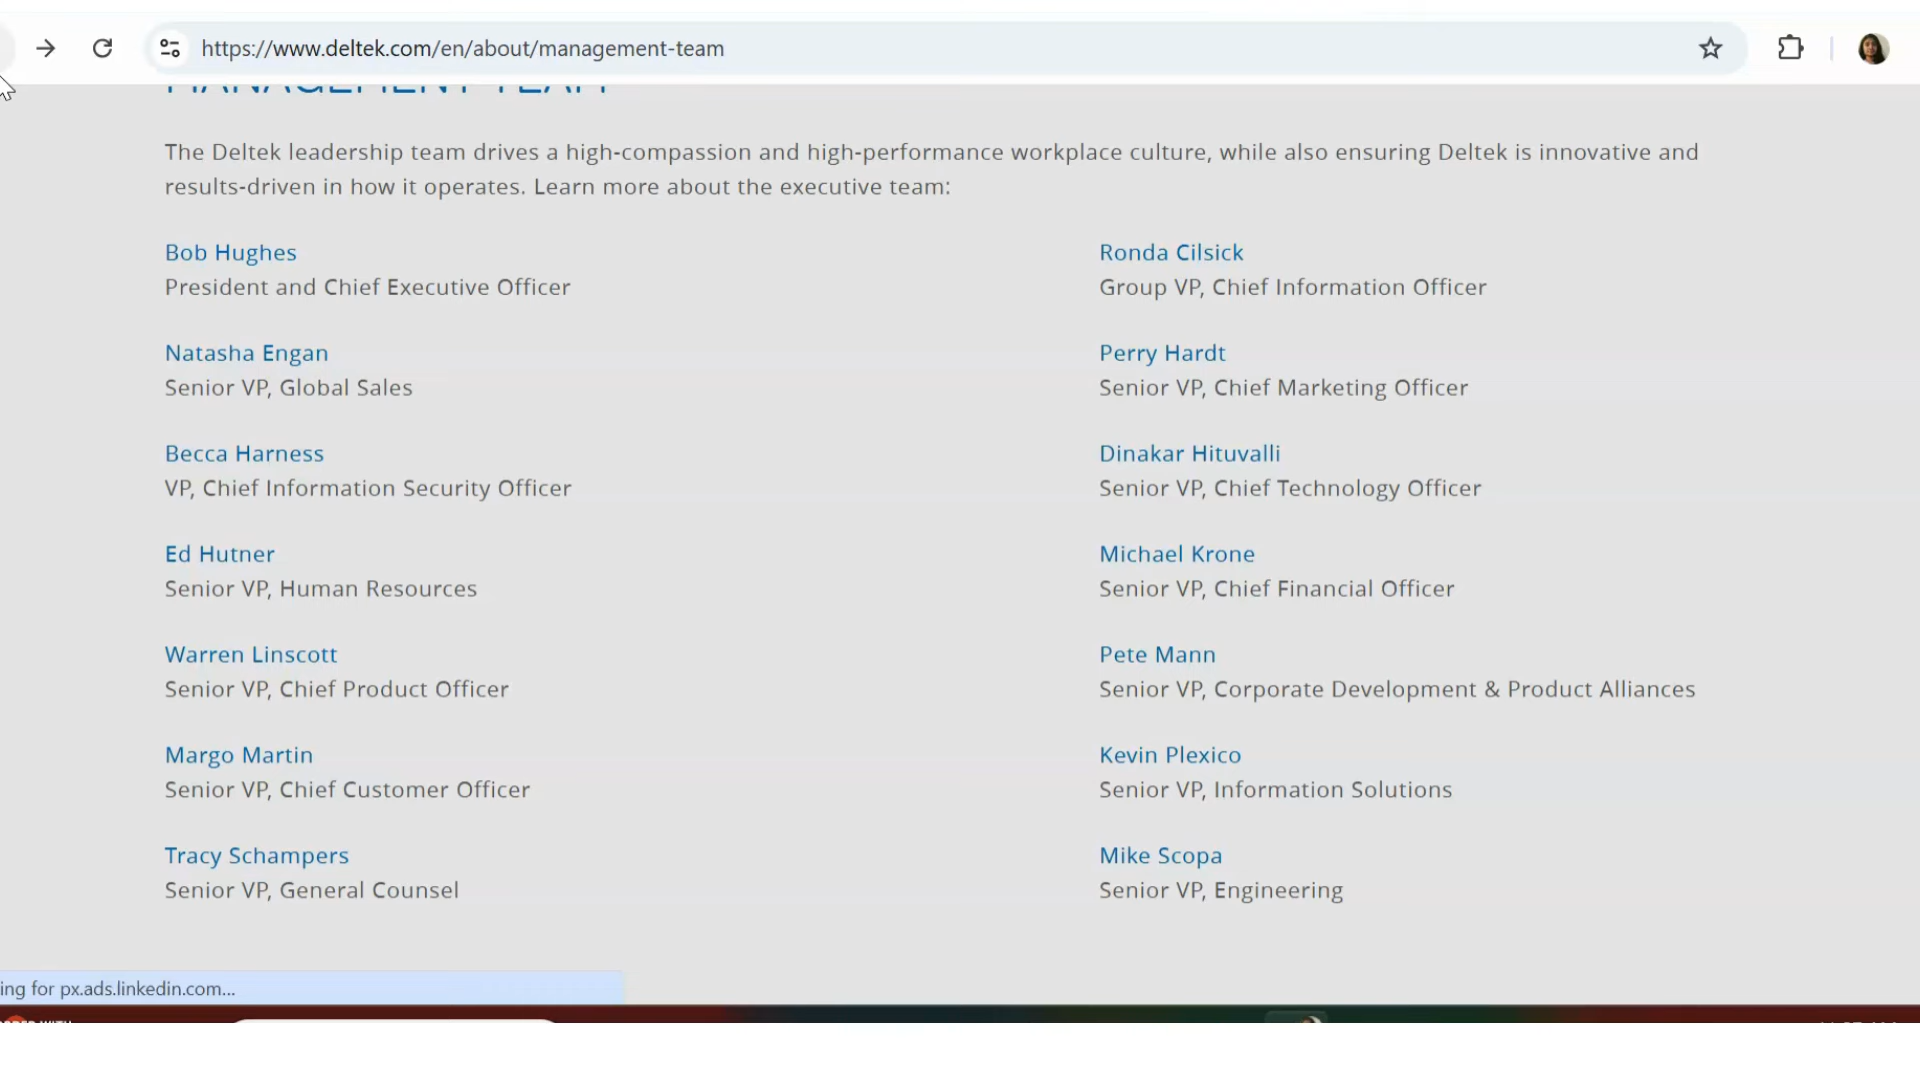 https://www.deltek.com/en/about/management-team
MANAGEMENT TEAM
The Deltek leadership team drives a high-compassion and high-performance workplace culture, while also ensuring Deltek is innovative and
results-driven in how it operates. Learn more about the executive team:
Bob Hughes
President and Chief Executive Officer
Natasha Engan
Senior VP, Global Sales
Becca Harness
VP, Chief Information Security Officer
Ed Hutner
Senior VP, Human Resources
Warren Linscott
Senior VP, Chief Product Officer
Margo Martin
Senior VP, Chief Customer Officer
Tracy Schampers
Senior VP, General Counsel
Ronda Cilsick
Group VP, Chief Information Officer
Perry Hardt
Senior VP, Chief Marketing Officer
Dinakar Hituvalli
Senior VP, Chief Technology Officer
Michael Krone
Senior VP, Chief Financial Officer
Pete Mann
Senior VP, Corporate Development & Product Alliances
Kevin Plexico
Senior VP, Information Solutions
Mike Scopa
Senior VP, Engineering
ing for px.ads.linkedin.com...